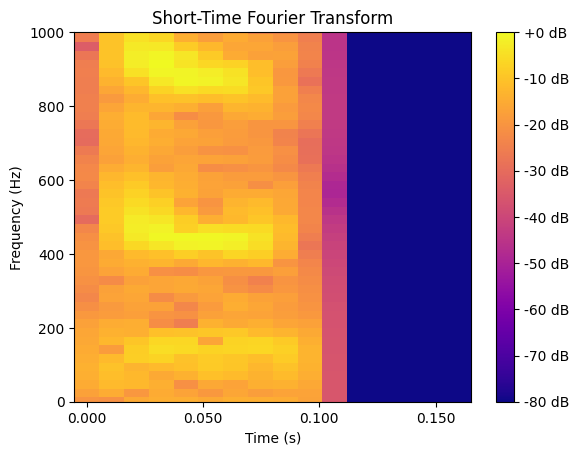 Short-Time Fourier Transform
1000
800
600
400
200
0
Frequency (Hz)
0.000
0.050
0.100
0.150
Time (s)
+0 dB
-10 dB
-20 dB
-30 dB
-40 dB
-50 dB
-60 dB
-70 dB
-80 dB